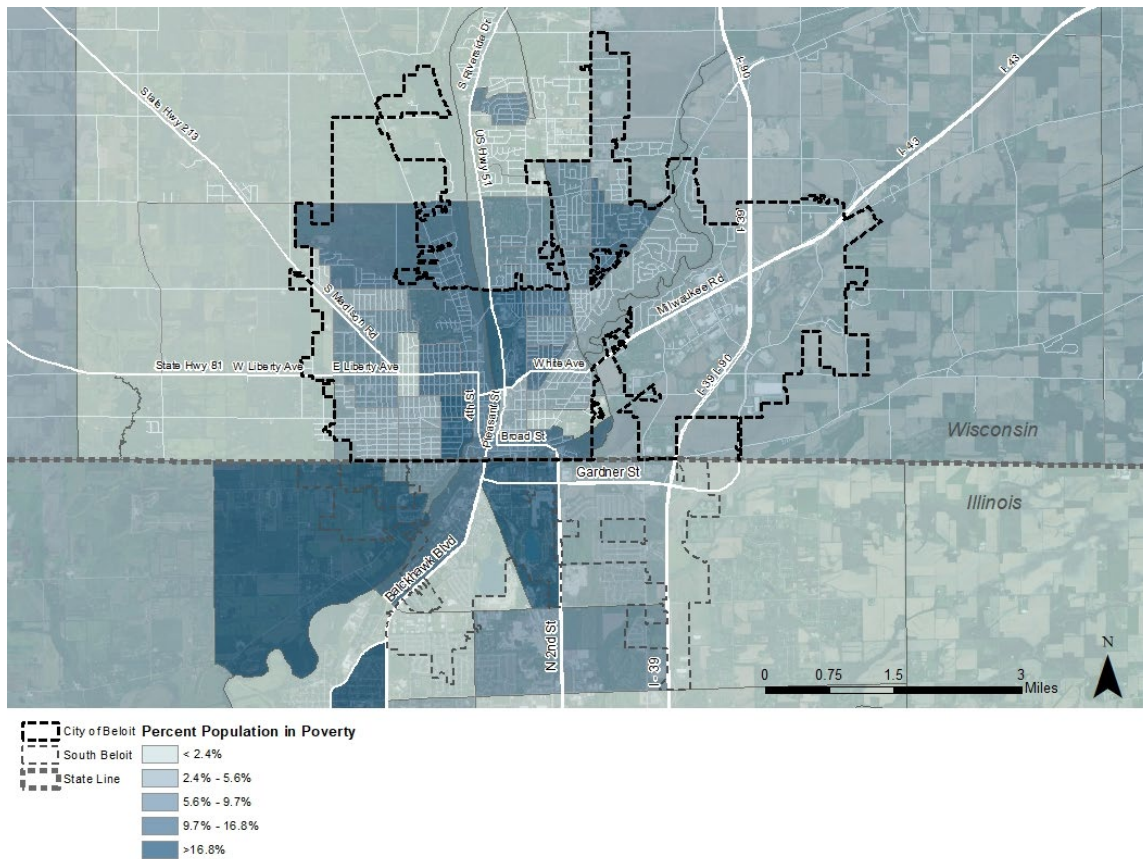 S Riverside Dr
I- 90
I- 43
State Hwy 213
US Hwy 51
I- 43
I-39
S Madison Rd
Milwaukee Rd
State Hwy 81
W Liberty Ave
E Liberty Ave
White Ave
I-39 I-90
4th St
Pleasant St
Broad St
Wisconsin
Gardner St
Illinois
Balckhawk Blvd
N 2nd St
I - 39
N
0 0.75 1.5 3
Miles
City of Beloit
South Beloit
State Line
Percent Population in Poverty
< 2.4%
2.4% - 5.6%
5.6% - 9.7%
9.7% - 16.8%
>16.8%